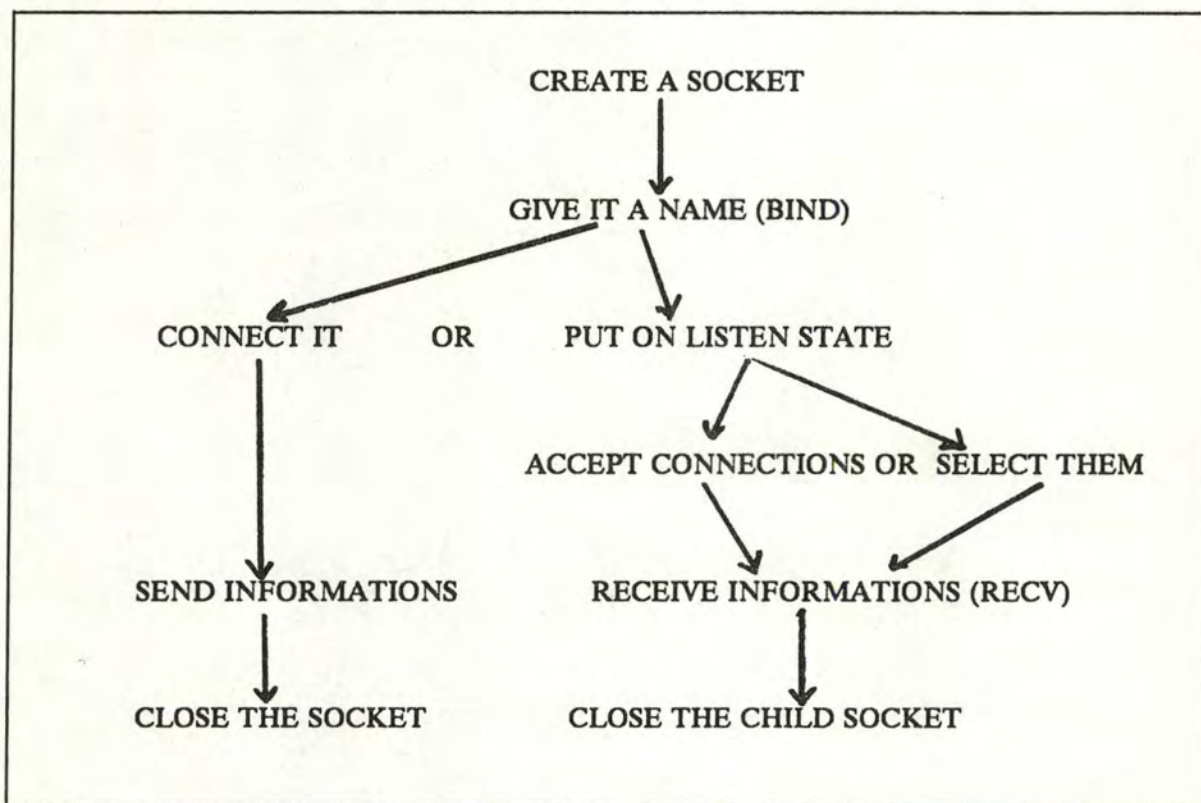 CREATE A SOCKET
GIVE IT A NAME (BIND)
CONNECT IT OR PUT ON LISTEN STATE
ACCEPT CONNECTIONS OR SELECT THEM
SEND INFORMATIONS RECEIVE INFORMATIONS (RECV)
CLOSE THE SOCKET CLOSE THE CHILD SOCKET